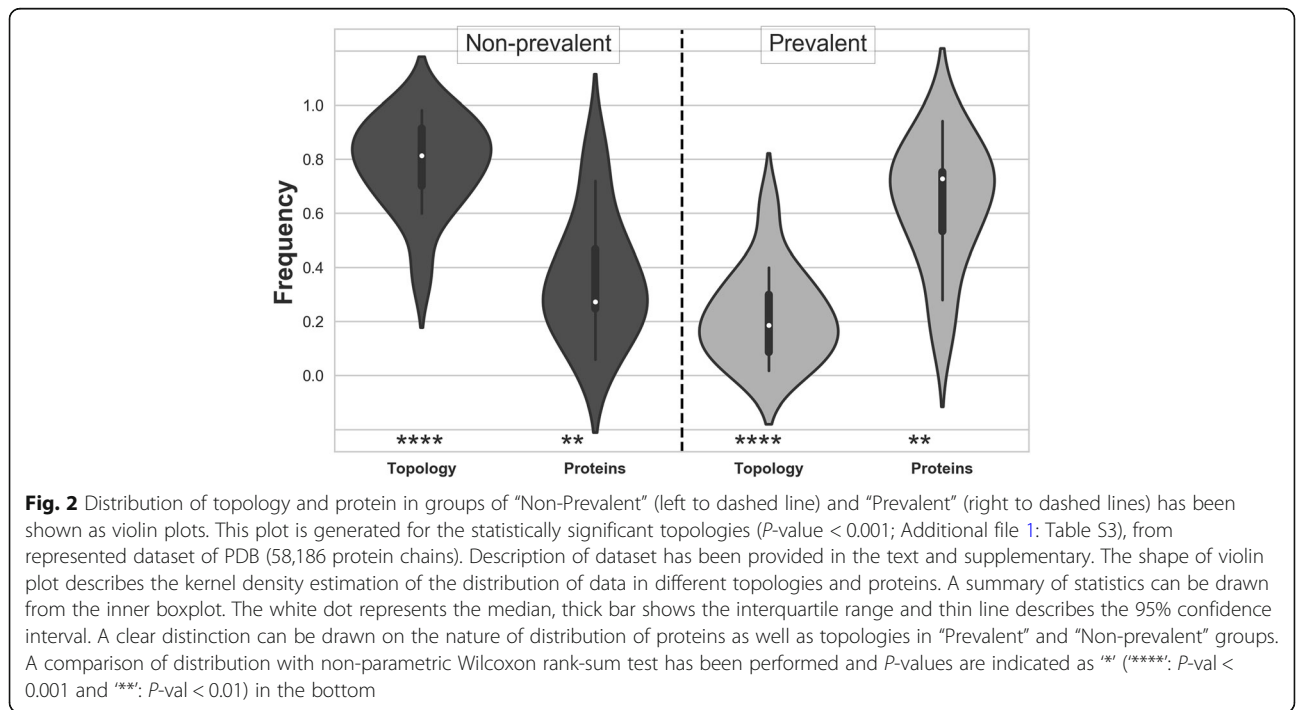 Non-prevalent
Prevalent
1.0
0.8
0.6
0.4
0.2
0.0
Frequency
**** ** **** **
Topology Proteins Topology Proteins
Fig. 2 Distribution of topology and protein in groups of “Non-Prevalent” (left to dashed line) and “Prevalent” (right to dashed lines) has been
shown as violin plots. This plot is generated for the statistically significant topologies (P-value < 0.001; Additional file 1: Table S3), from
represented dataset of PDB (58,186 protein chains). Description of dataset has been provided in the text and supplementary. The shape of violin
plot describes the kernel density estimation of the distribution of data in different topologies and proteins. A summary of statistics can be drawn
from the inner boxplot. The white dot represents the median, thick bar shows the interquartile range and thin line describes the 95% confidence
interval. A clear distinction can be drawn on the nature of distribution of proteins as well as topologies in “Prevalent” and “Non-prevalent” groups.
A comparison of distribution with non-parametric Wilcoxon rank-sum test has been performed and P-values are indicated as ‘*’ (‘****’: P-val <
0.001 and ‘**’: P-val < 0.01) in the bottom